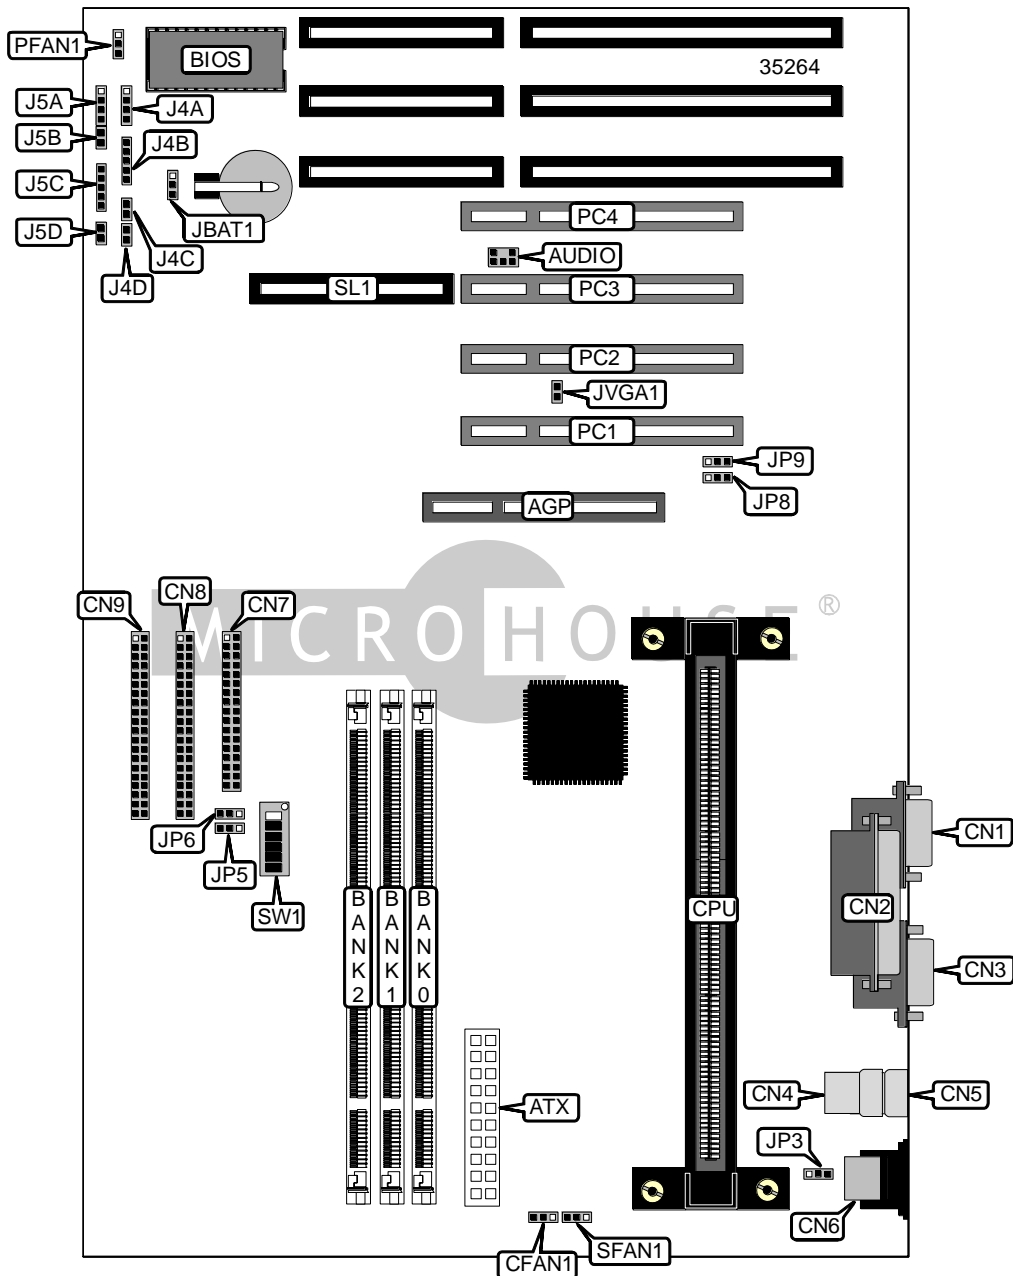 PFAN1
BIOS
35264
J5A
J4A
J5B
J4B
J5C
JBAT1
J5D
J4C
J4D
PC4
AUDIO
SL1
PC3
PC2
JVGA1
PC1
JP9
JP8
AGP
CN9
CN8
CN7
MICROHOUSE®
JP6
JP5
SW1
BANK2
BANK1
BANK0
CPU
CN1
CN2
CN3
ATX
CN4
CN5
JP3
CN6
CFAN1
SFAN1